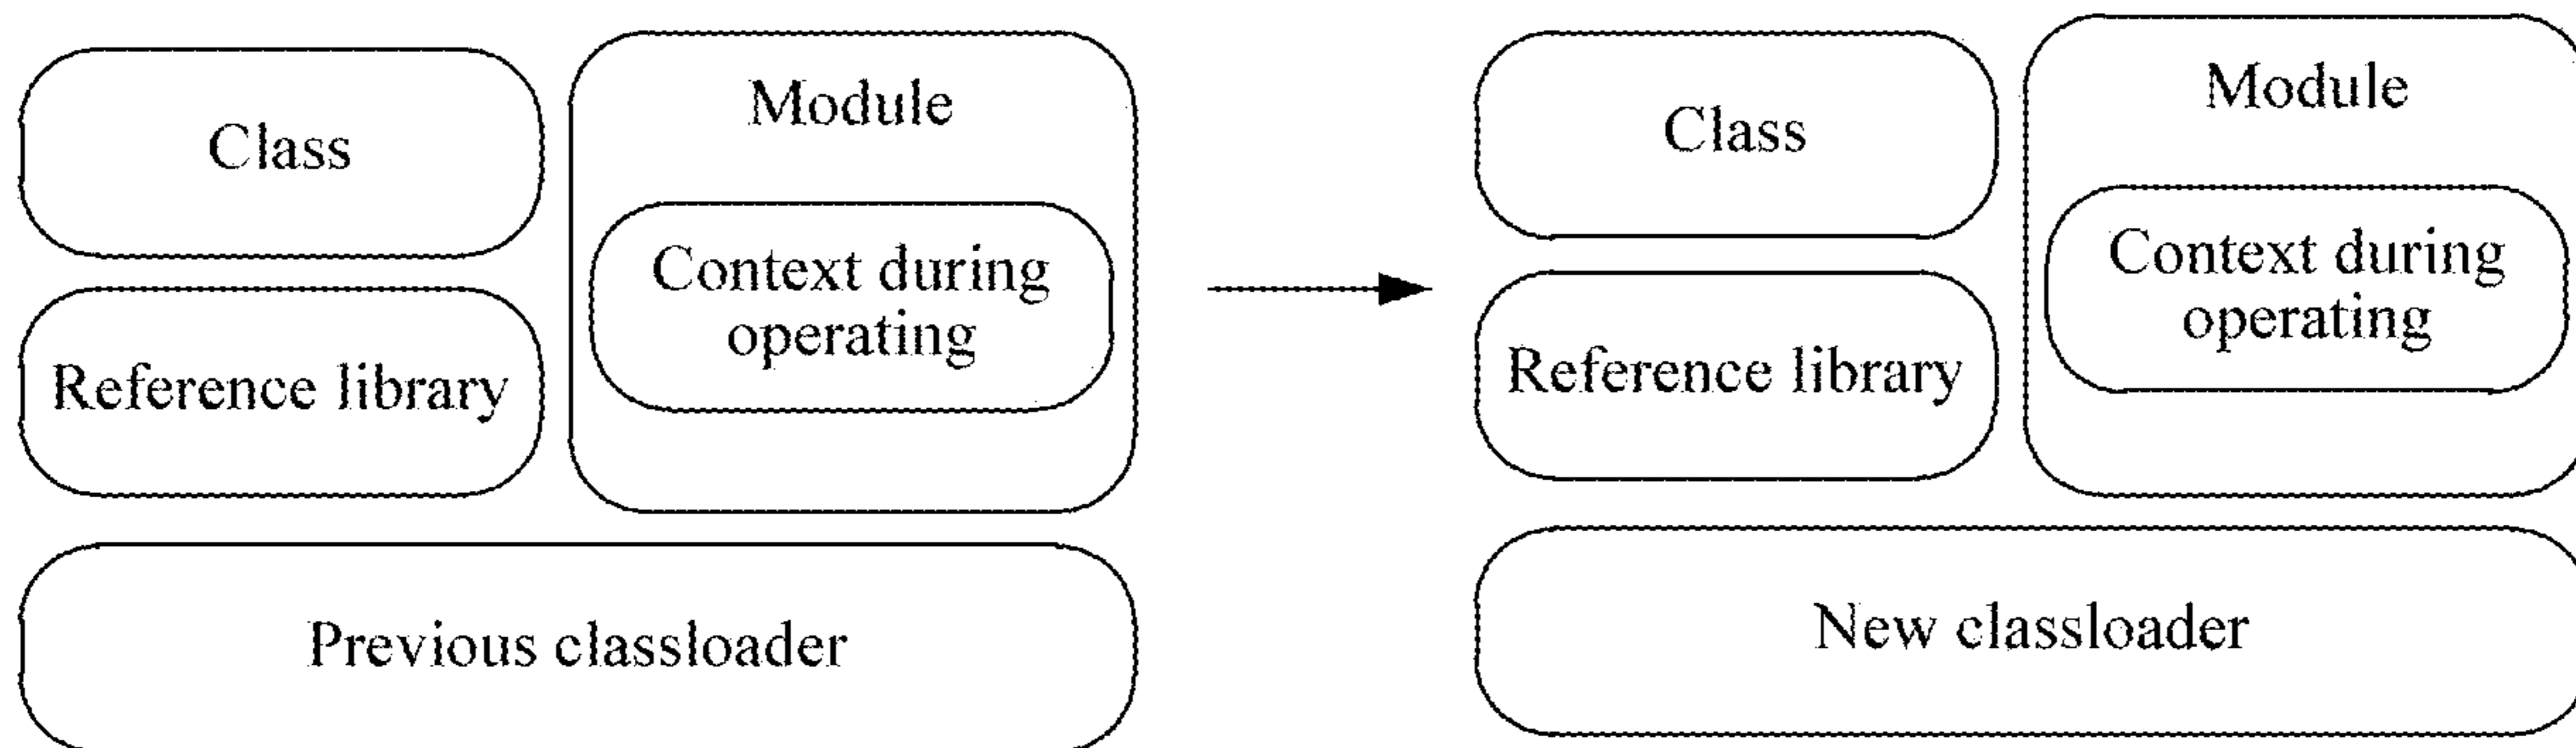 Class
Module
Context during
operating
Reference library
Previous classloader
Class
Module
Context during
operating
Reference library
New classloader